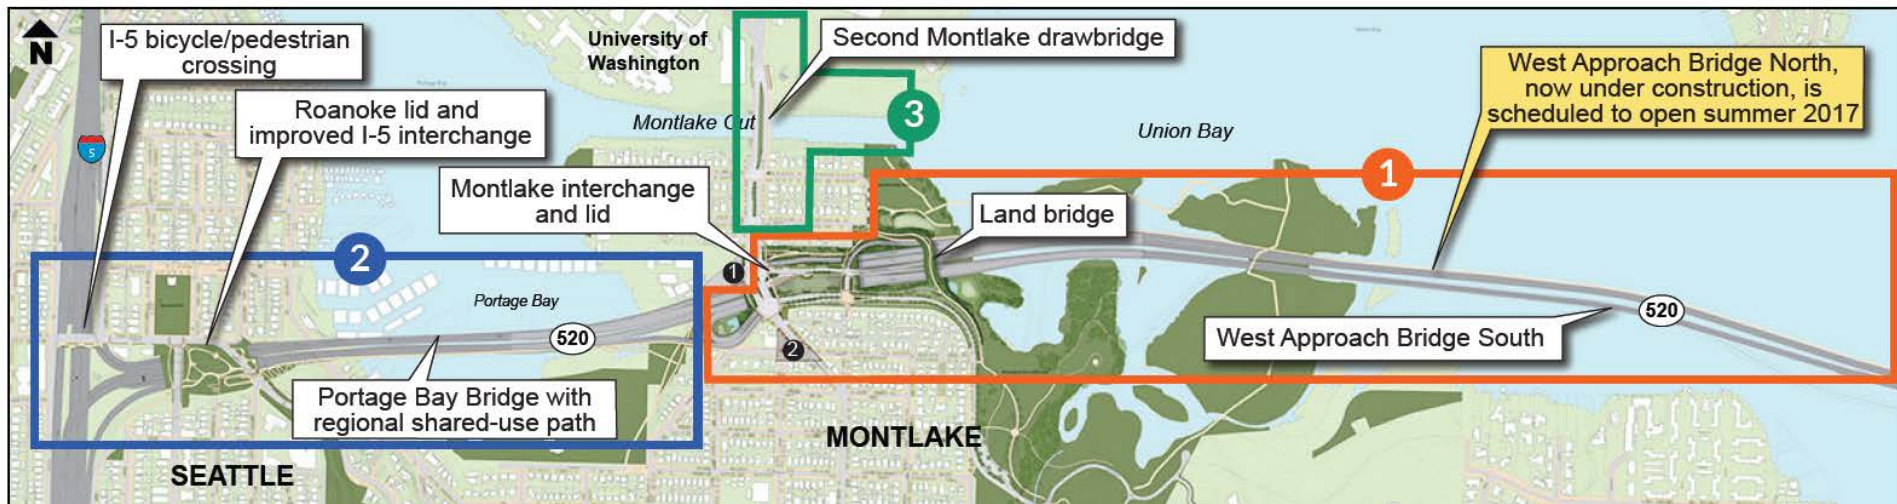 N
I-5 bicycle/pedestrian
crossing
5
Roanoke lid and
improved I-5 interchange
University of
Washington
Second Montlake drawbridge
3
Montlake Cut
Union Bay
West Approach Bridge North,
now under construction, is
scheduled to open summer 2017
1
Montlake interchange
and lid
Land bridge
2
1
Portage Bay
Portage Bay
520
2
520
West Approach Bridge South
Portage Bay Bridge with
regional shared-use path
MONTLAKE
SEATTLE